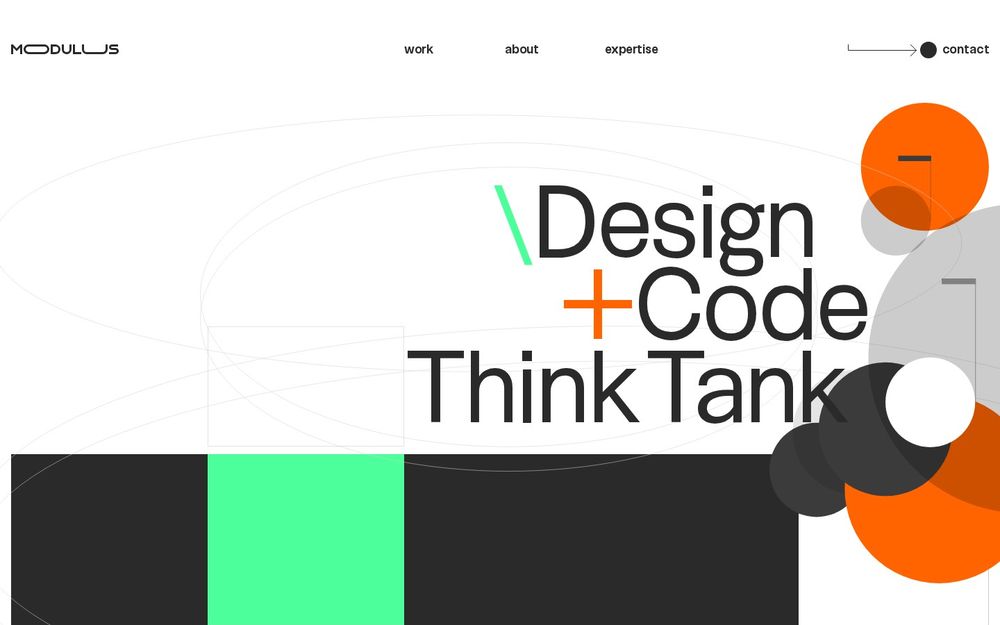 MODULUS
work
about
expertise
contact
\Design
+Code
Think Tank